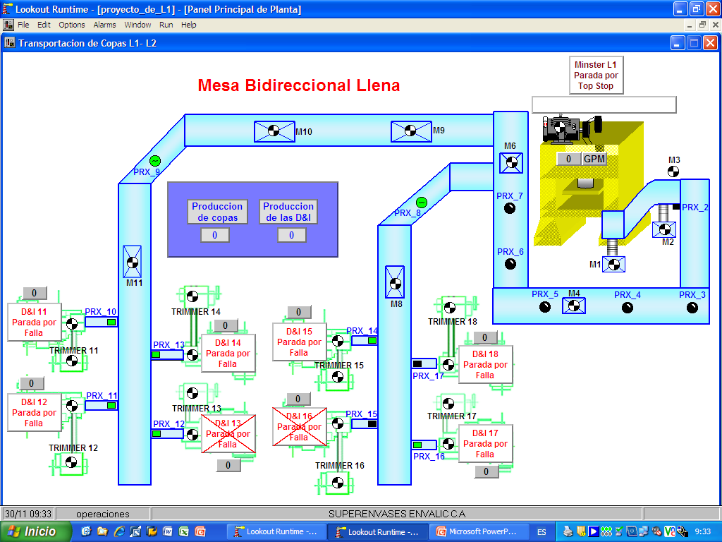 Lookout Runtime - [proyecto_de_L1] - [Panel Principal de Planta]
File Edit Options Alarms Window Run Help
Transportacion de Copas L1- L2
Mesa Bidireccional Llena
Minster L1
Parada por
Top Stop
M10
M9
M6
M3
0 GPM
PRX_9
PRX_8
PRX_7
PRX_2
Produccion
de copas
0
Produccion
de las D&I
0
M2
M1
PRX_6
M11
M8
PRX_5
M4
PRX_4
PRX_3
0
D&I 11
Parada por
Falla
PRX_10
TRIMMER 11
TRIMMER 14
0
PRX_13
D&I 14
Parada por
Falla
0
D&I 15
Parada por
Falla
PRX_14
TRIMMER 15
TRIMMER 18
0
PRX_17
D&I 18
Parada por
Falla
0
D&I 12
Parada por
Falla
PRX_11
TRIMMER 12
TRIMMER 13
PRX_12
D&I 13
Parada por
Falla
0
0
D&I 16
Parada por
Falla
PRX_15
TRIMMER 16
TRIMMER 17
PRX_16
D&I 17
Parada por
Falla
0
30/11 09:33 operaciones SUPERENVASES ENVALIC C.A
Inicio Lookout Runtime -... Lookout Runtime -... Microsoft PowerP... ES 9:33